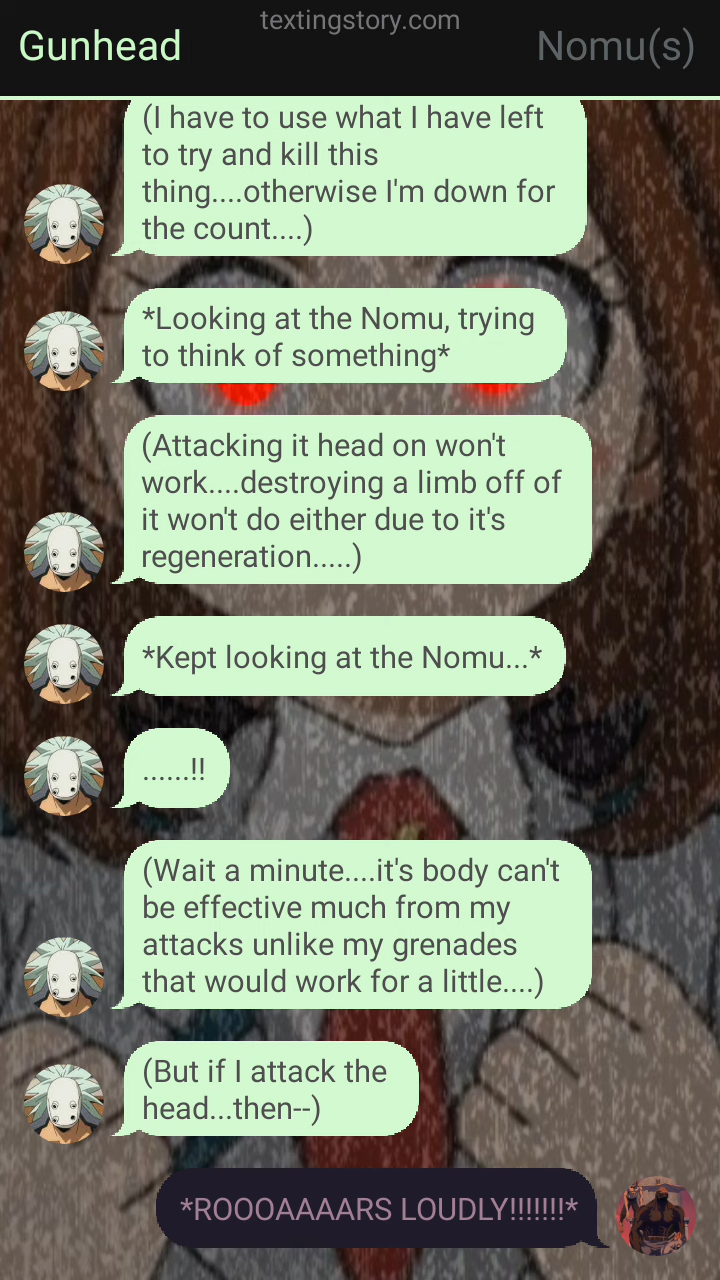 textingstory.com
Gunhead
Nomu(s)
(I have to use what I have left
to try and kill this
thing....otherwise I'm down for
the count....)
*Looking at the Nomu, trying
to think of something*
(Attacking it head on won't
work....destroying a limb off of
it won't do either due to it's
regeneration.....)
*Kept looking at the Nomu...*
......!!
(Wait a minute....it's body can't
be effective much from my
attacks unlike my grenades
that would work for a little....)
(But if I attack the
head...then--)
*ROOOAAAARS LOUDLY!!!!!!!*